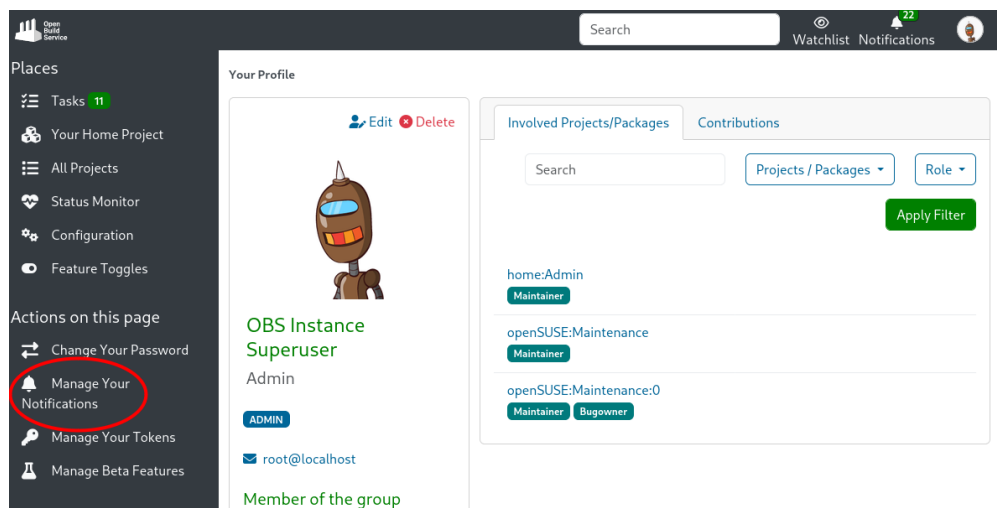 Open
Build
Service
Search
Watchlist
22
Notifications
Places
Tasks 11
Your Home Project
All Projects
Status Monitor
Configuration
Feature Toggles
Actions on this page
Change Your Password
Manage Your
Notifications
Manage Your Tokens
Manage Beta Features
Your Profile
Edit Delete
OBS Instance
Superuser
Admin
ADMIN
root@localhost
Member of the group
Involved Projects/Packages Contributions
Search Projects / Packages Role
Apply Filter
home:Admin
Maintainer
openSUSE:Maintenance
Maintainer
openSUSE:Maintenance:0
Maintainer Bugowner